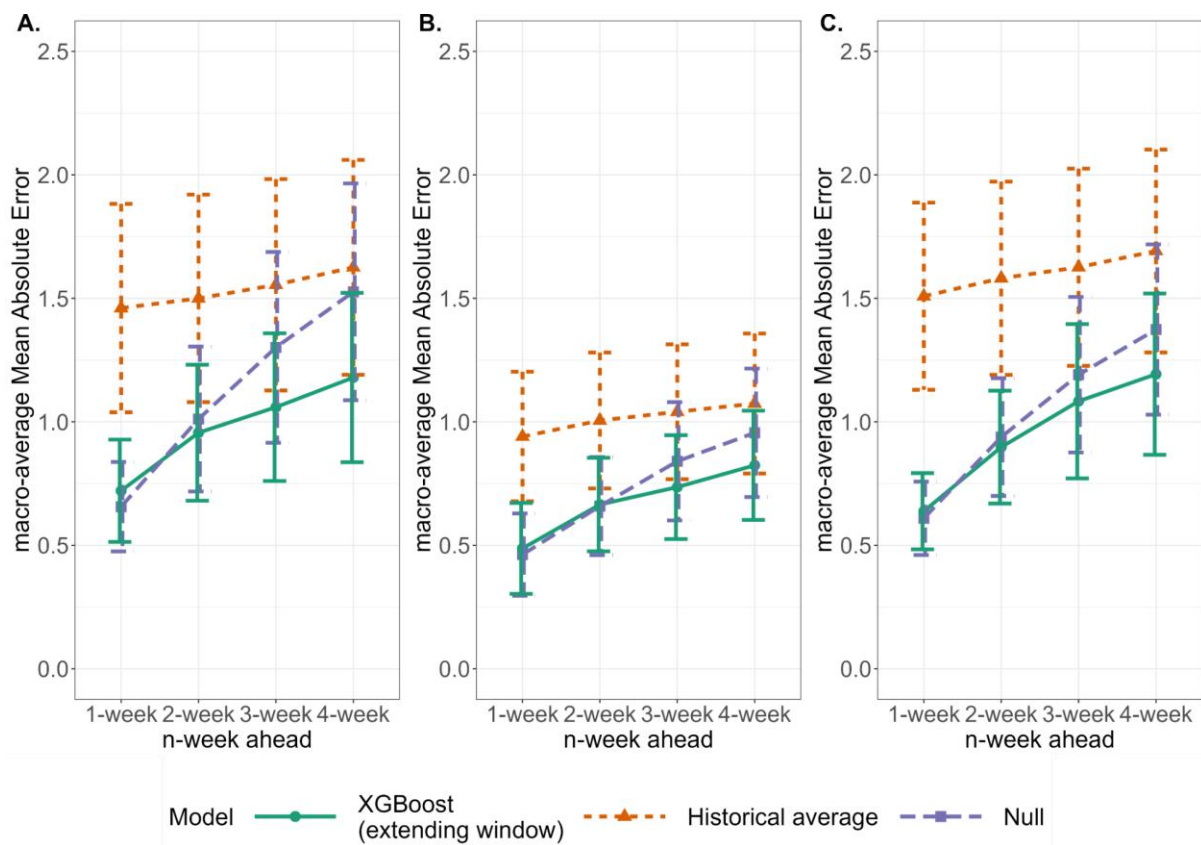 A.
B.
C.
macro-average Mean Absolute Error
2.5
2.0
1.5
1.0
0.5
0.0
1-week 2-week 3-week 4-week
n-week ahead
macro-average Mean Absolute Error
2.5
2.0
1.5
1.0
0.5
0.0
1-week 2-week 3-week 4-week
n-week ahead
macro-average Mean Absolute Error
2.5
2.0
1.5
1.0
0.5
0.0
1-week 2-week 3-week 4-week
n-week ahead
Model
XGBoost
(extending window)
Historical average
Null